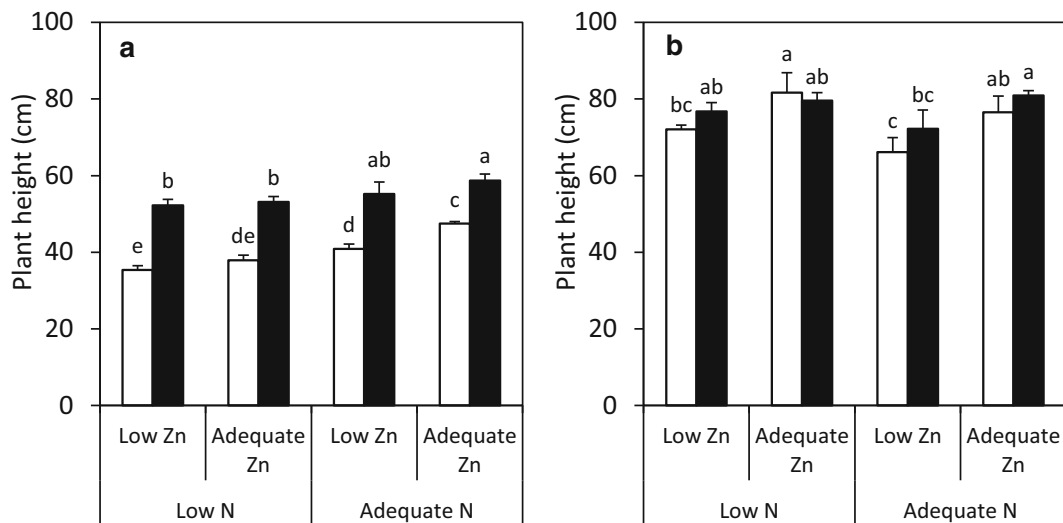 a
Plant height (cm)
100
80
60
40
20
0
e
b
de
b
d
ab
c
a
Low Zn
Adequate
Zn
Low Zn
Adequate
Zn
Low N
Adequate N
b
Plant height (cm)
100
80
60
40
20
0
bc
ab
a
ab
c
bc
ab
a
Low Zn
Adequate
Zn
Low Zn
Adequate
Zn
Low N
Adequate N